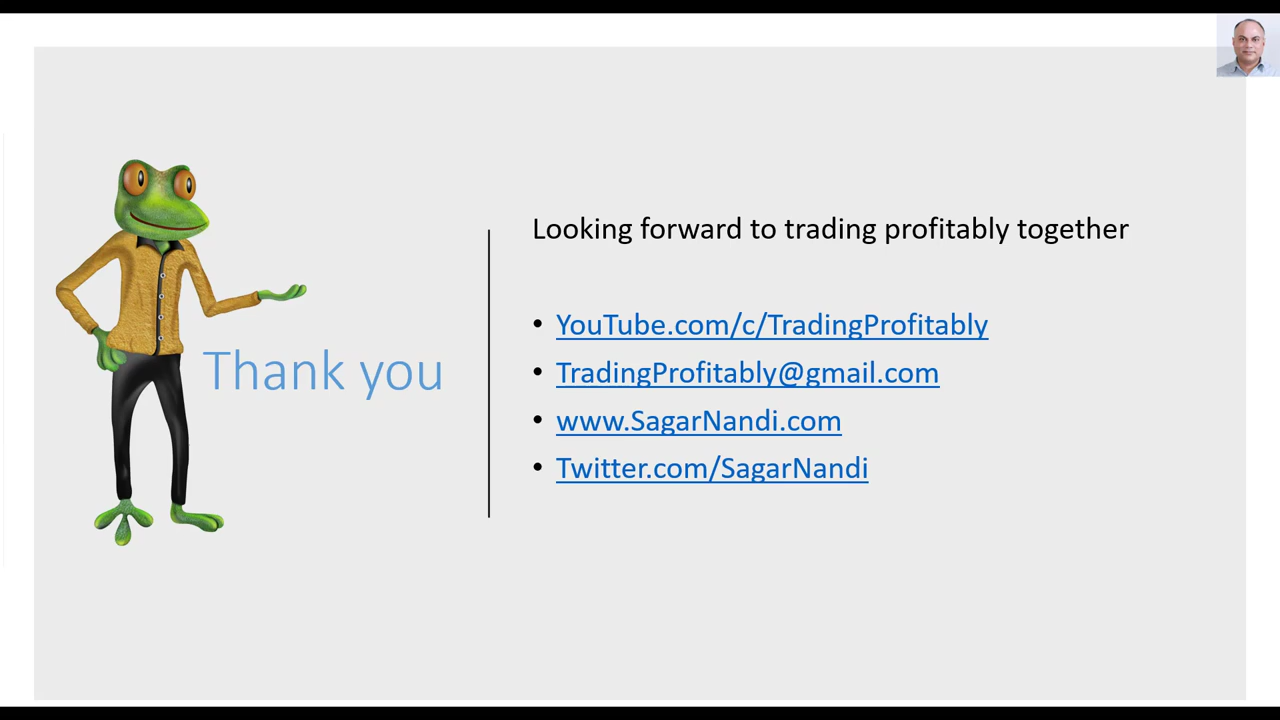 Thank you
Looking forward to trading profitably together
• YouTube.com/c/TradingProfitably
• TradingProfitably@gmail.com
• www.SagarNandi.com
• Twitter.com/SagarNandi